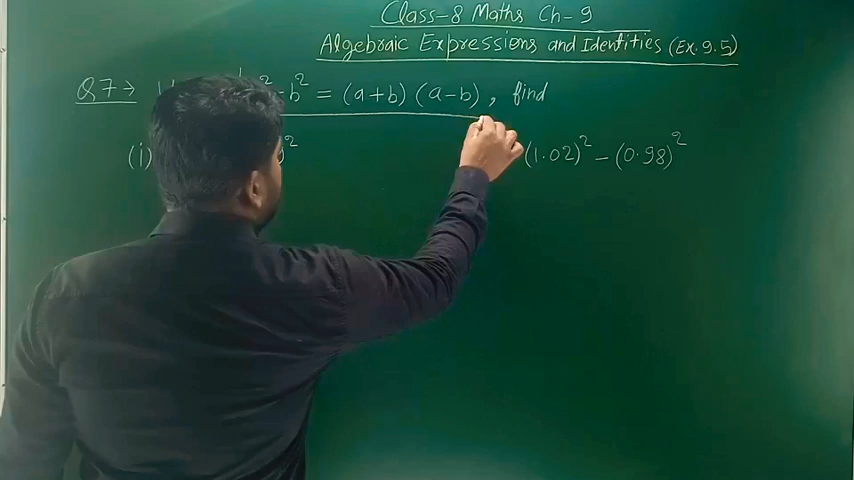 Class-8 Maths Ch-9
Algebraic Expressions and Identities (Ex.9.5)
Q7→ b² = (a+b) (a-b), find
(i) (1.02)² - (0.98)²